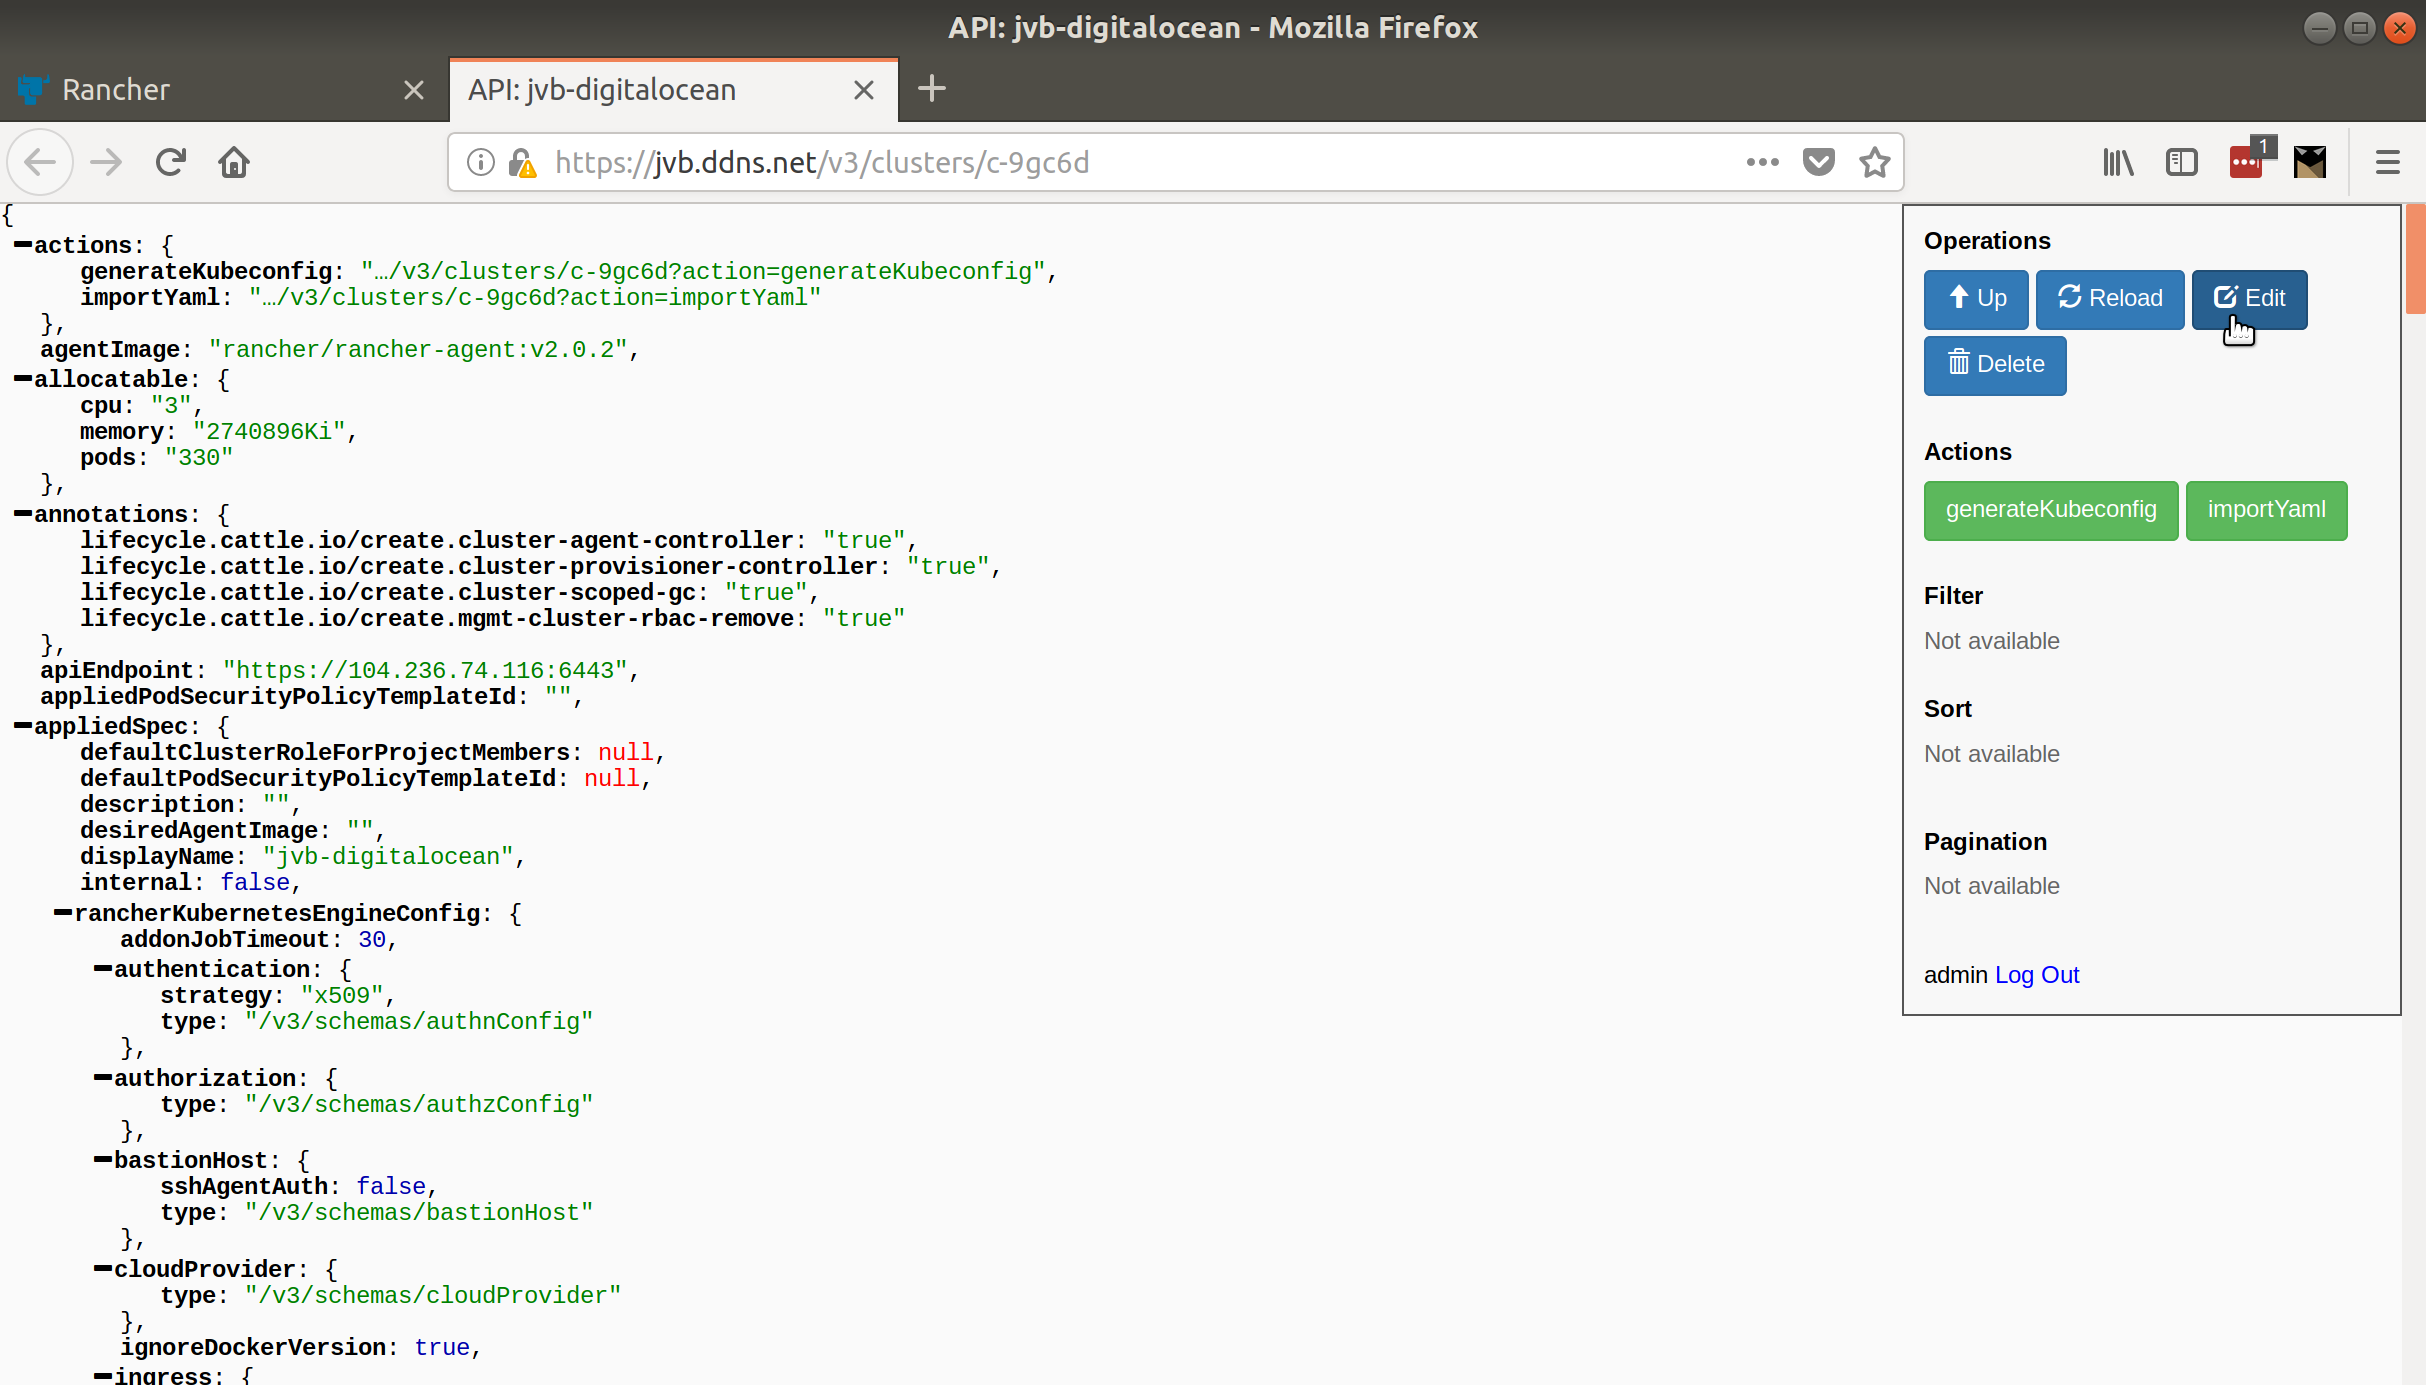 API: jvb-digitalocean - Mozilla Firefox
Rancher
API: jvb-digitalocean
https://jvb.ddns.net/v3/clusters/c-9gc6d
1
{
actions: {
generateKubeconfig: "…/v3/clusters/c-9gc6d?action=generateKubeconfig",
importYaml: "…/v3/clusters/c-9gc6d?action=importYaml"
},
agentImage: "rancher/rancher-agent:v2.0.2",
allocatable: {
cpu: "3",
memory: "2740896Ki",
pods: "330"
},
annotations: {
lifecycle.cattle.io/create.cluster-agent-controller: "true",
lifecycle.cattle.io/create.cluster-provisioner-controller: "true",
lifecycle.cattle.io/create.cluster-scoped-gc: "true",
lifecycle.cattle.io/create.mgmt-cluster-rbac-remove: "true"
},
apiEndpoint: "https://104.236.74.116:6443",
appliedPodSecurityPolicyTemplateId: "",
appliedSpec: {
defaultClusterRoleForProjectMembers: null,
defaultPodSecurityPolicyTemplateId: null,
description: "",
desiredAgentImage: "",
displayName: "jvb-digitalocean",
internal: false,
rancherKubernetesEngineConfig: {
addonJobTimeout: 30,
authentication: {
strategy: "x509",
type: "/v3/schemas/authnConfig"
},
authorization: {
type: "/v3/schemas/authzConfig"
},
bastionHost: {
sshAgentAuth: false,
type: "/v3/schemas/bastionHost"
},
cloudProvider: {
type: "/v3/schemas/cloudProvider"
},
ignoreDockerVersion: true,
ingress: {
Operations
Up
Reload
Edit
Delete
Actions
generateKubeconfig
importYaml
Filter
Not available
Sort
Not available
Pagination
Not available
admin Log Out